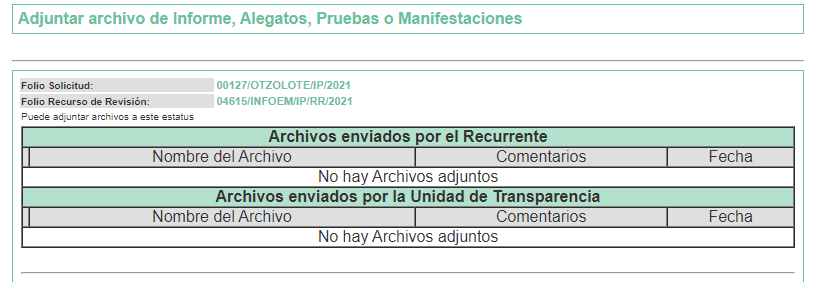 Adjuntar archivo de Informe, Alegatos, Pruebas o Manifestaciones
Folio Solicitud: 00127/OTZOLOTE/IP/2021
Folio Recurso de Revisión: 04615/INFOEM/IP/RR/2021
Puede adjuntar archivos a este estatus
Archivos enviados por el Recurrente
Nombre del Archivo Comentarios Fecha
No hay Archivos adjuntos
Archivos enviados por la Unidad de Transparencia
Nombre del Archivo Comentarios Fecha
No hay Archivos adjuntos